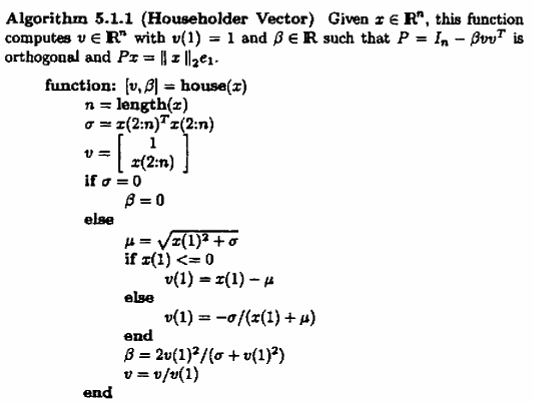 Algorithm 5.1.1 (Householder Vector) Given x ∈ Rⁿ, this function
computes v ∈ Rⁿ with v(1) = 1 and β ∈ R such that P = Iₙ − βvvᵀ is
orthogonal and Px = ‖ x ‖₂e₁.
function: [v, β] = house(x)
n = length(x)
σ = x(2:n)ᵀx(2:n)
v = [ 1
x(2:n) ]
if σ = 0
β = 0
else
μ = √(x(1)² + σ)
if x(1) <= 0
v(1) = x(1) − μ
else
v(1) = −σ/(x(1) + μ)
end
β = 2v(1)²/(σ + v(1)²)
v = v/v(1)
end